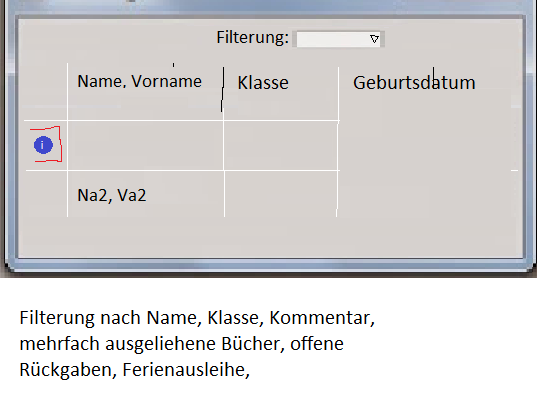 Filterung:
Name, Vorname Klasse Geburtsdatum
i
Na2, Va2
Filterung nach Name, Klasse, Kommentar,
mehrfach ausgeliehene Bücher, offene
Rückgaben, Ferienausleihe,